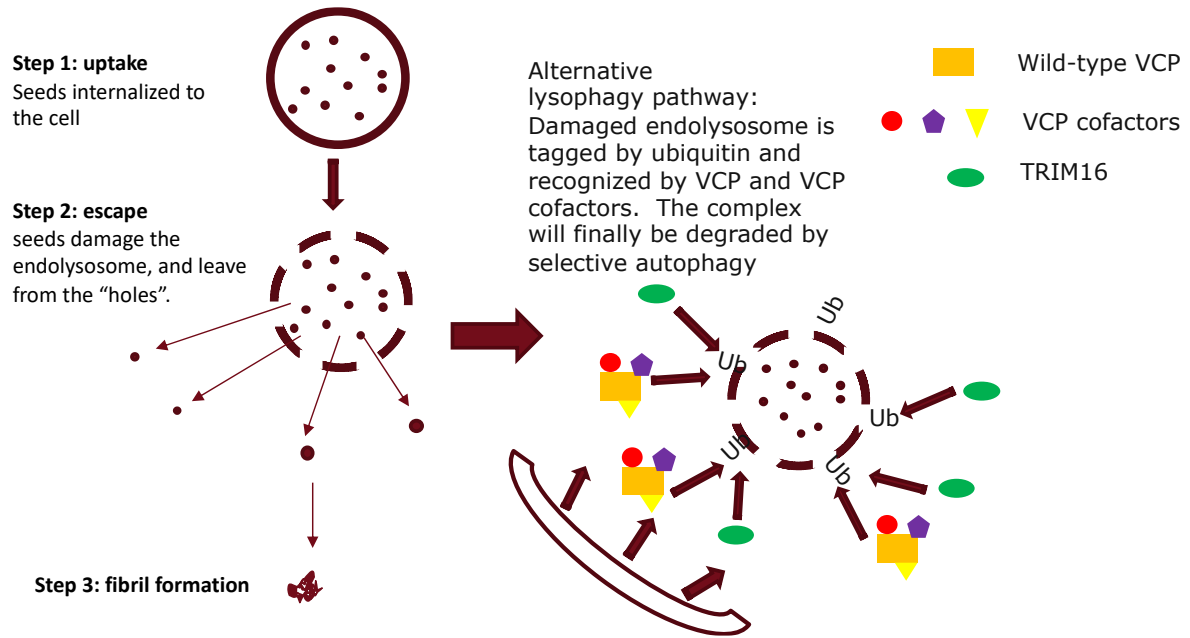 Step 1: uptake
Seeds internalized to
the cell
Step 2: escape
seeds damage the
endolysosome, and leave
from the “holes”.
Step 3: fibril formation
Alternative
lysophagy pathway:
Damaged endolysosome is
tagged by ubiquitin and
recognized by VCP and VCP
cofactors.  The complex
will finally be degraded by
selective autophagy
Wild-type VCP
VCP cofactors
TRIM16
Ub
Ub
Ub
Ub
Ub